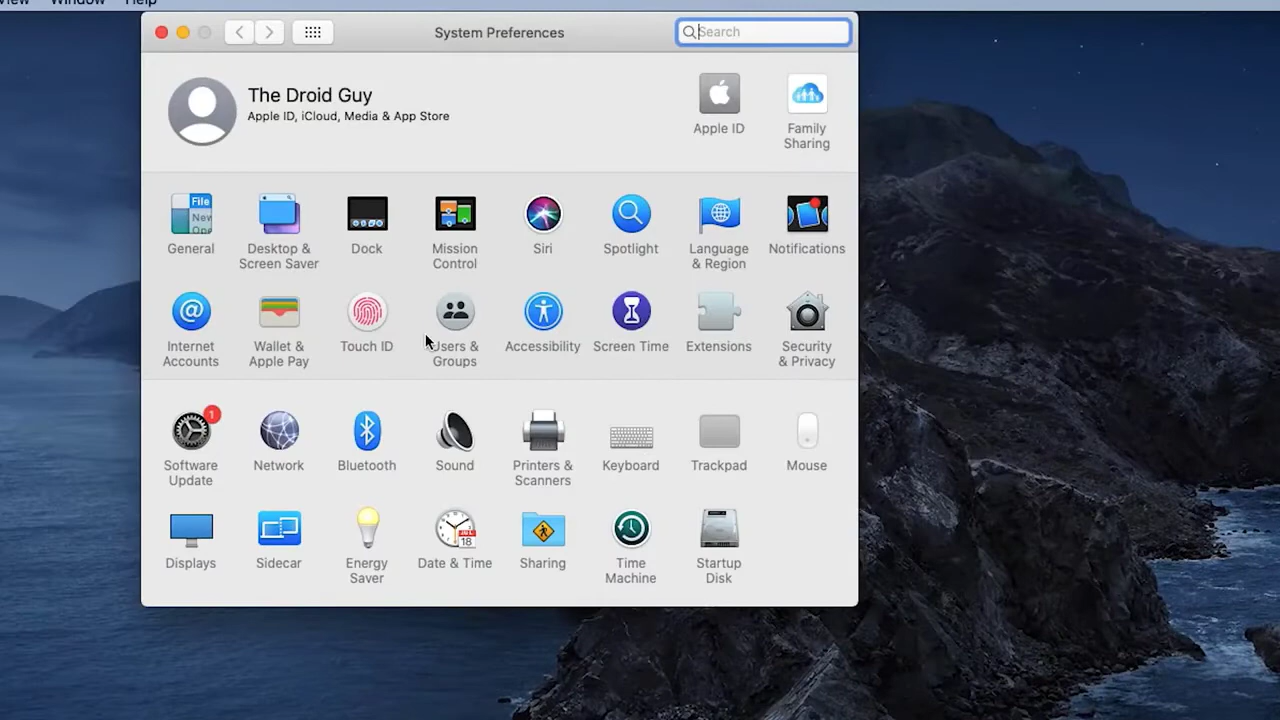 View Window Help
System Preferences
Search
The Droid Guy
Apple ID, iCloud, Media & App Store
Apple ID
Family
Sharing
File
New
Ope
General
Desktop &
Screen Saver
Dock
Mission
Control
Siri
Spotlight
Language
& Region
Notifications
@
Internet
Accounts
Wallet &
Apple Pay
Touch ID
Users &
Groups
Accessibility
Screen Time
Extensions
Security
& Privacy
1
Software
Update
Network
Bluetooth
Sound
Printers &
Scanners
Keyboard
Trackpad
Mouse
JUL
18
Displays
Sidecar
Energy
Saver
Date & Time
Sharing
Time
Machine
Startup
Disk